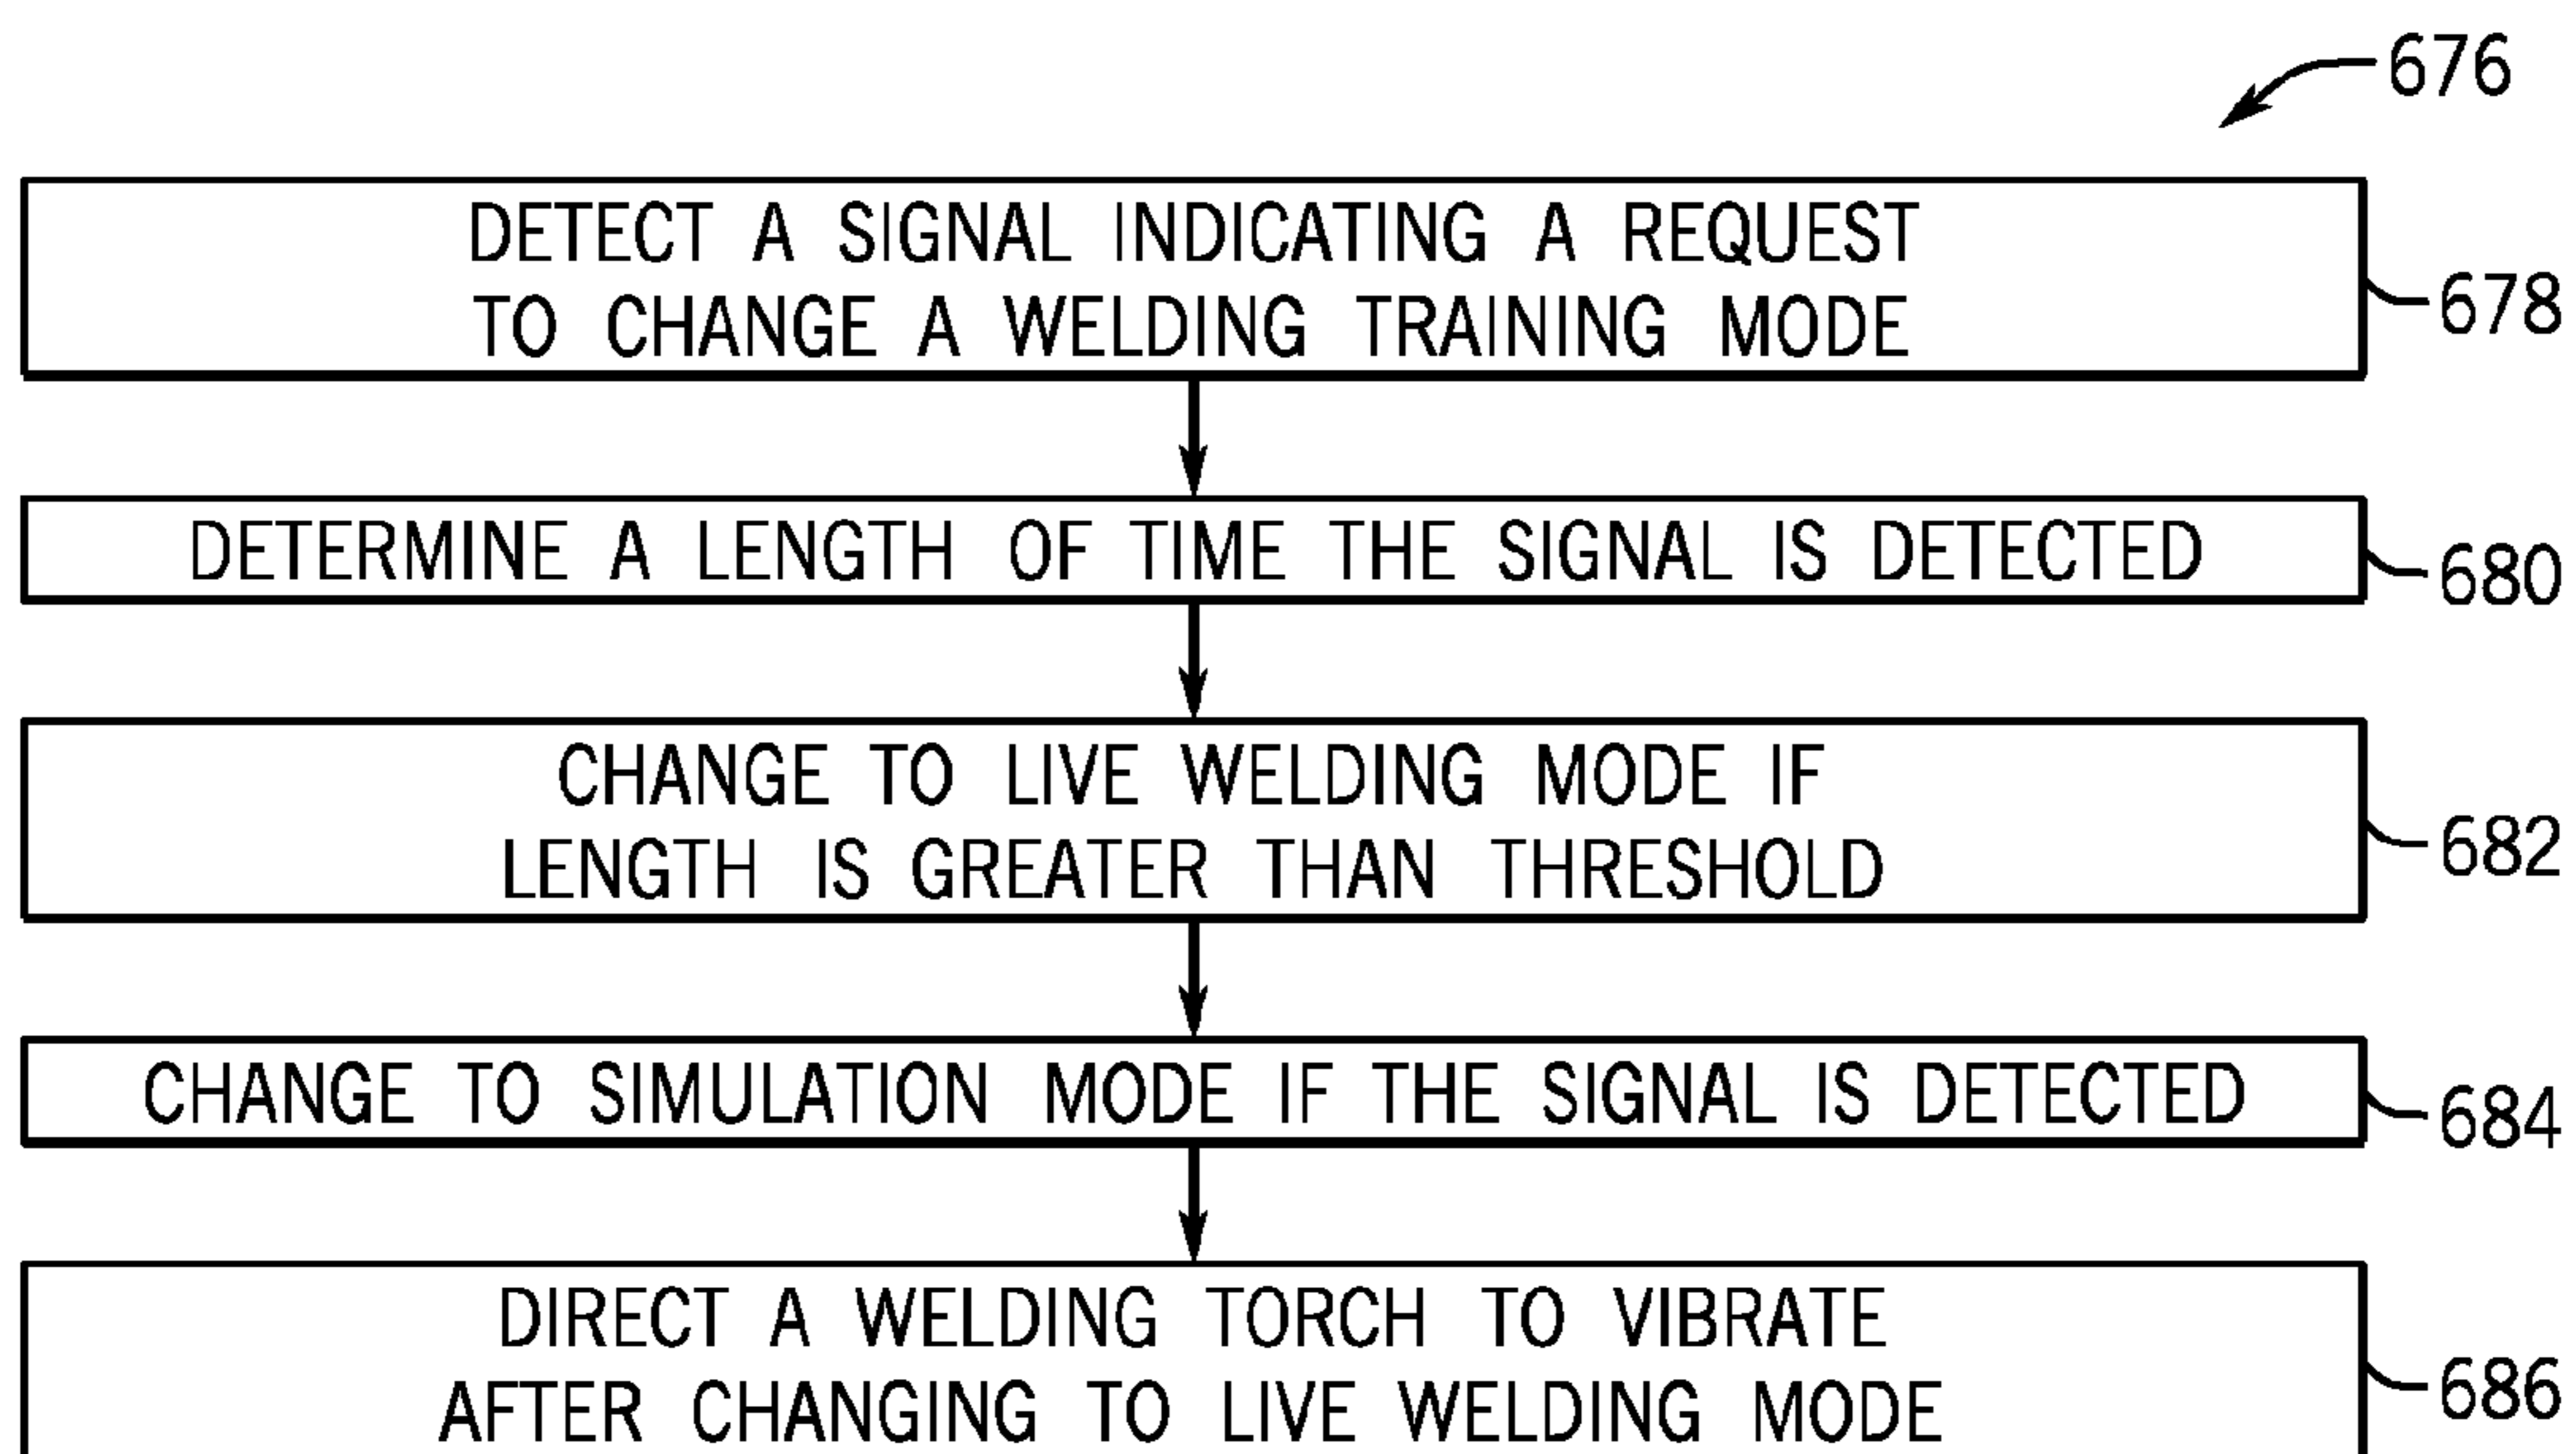 676
DETECT A SIGNAL INDICATING A REQUEST
TO CHANGE A WELDING TRAINING MODE
678
DETERMINE A LENGTH OF TIME THE SIGNAL IS DETECTED
680
CHANGE TO LIVE WELDING MODE IF
LENGTH IS GREATER THAN THRESHOLD
682
CHANGE TO SIMULATION MODE IF THE SIGNAL IS DETECTED
684
DIRECT A WELDING TORCH TO VIBRATE
AFTER CHANGING TO LIVE WELDING MODE
686